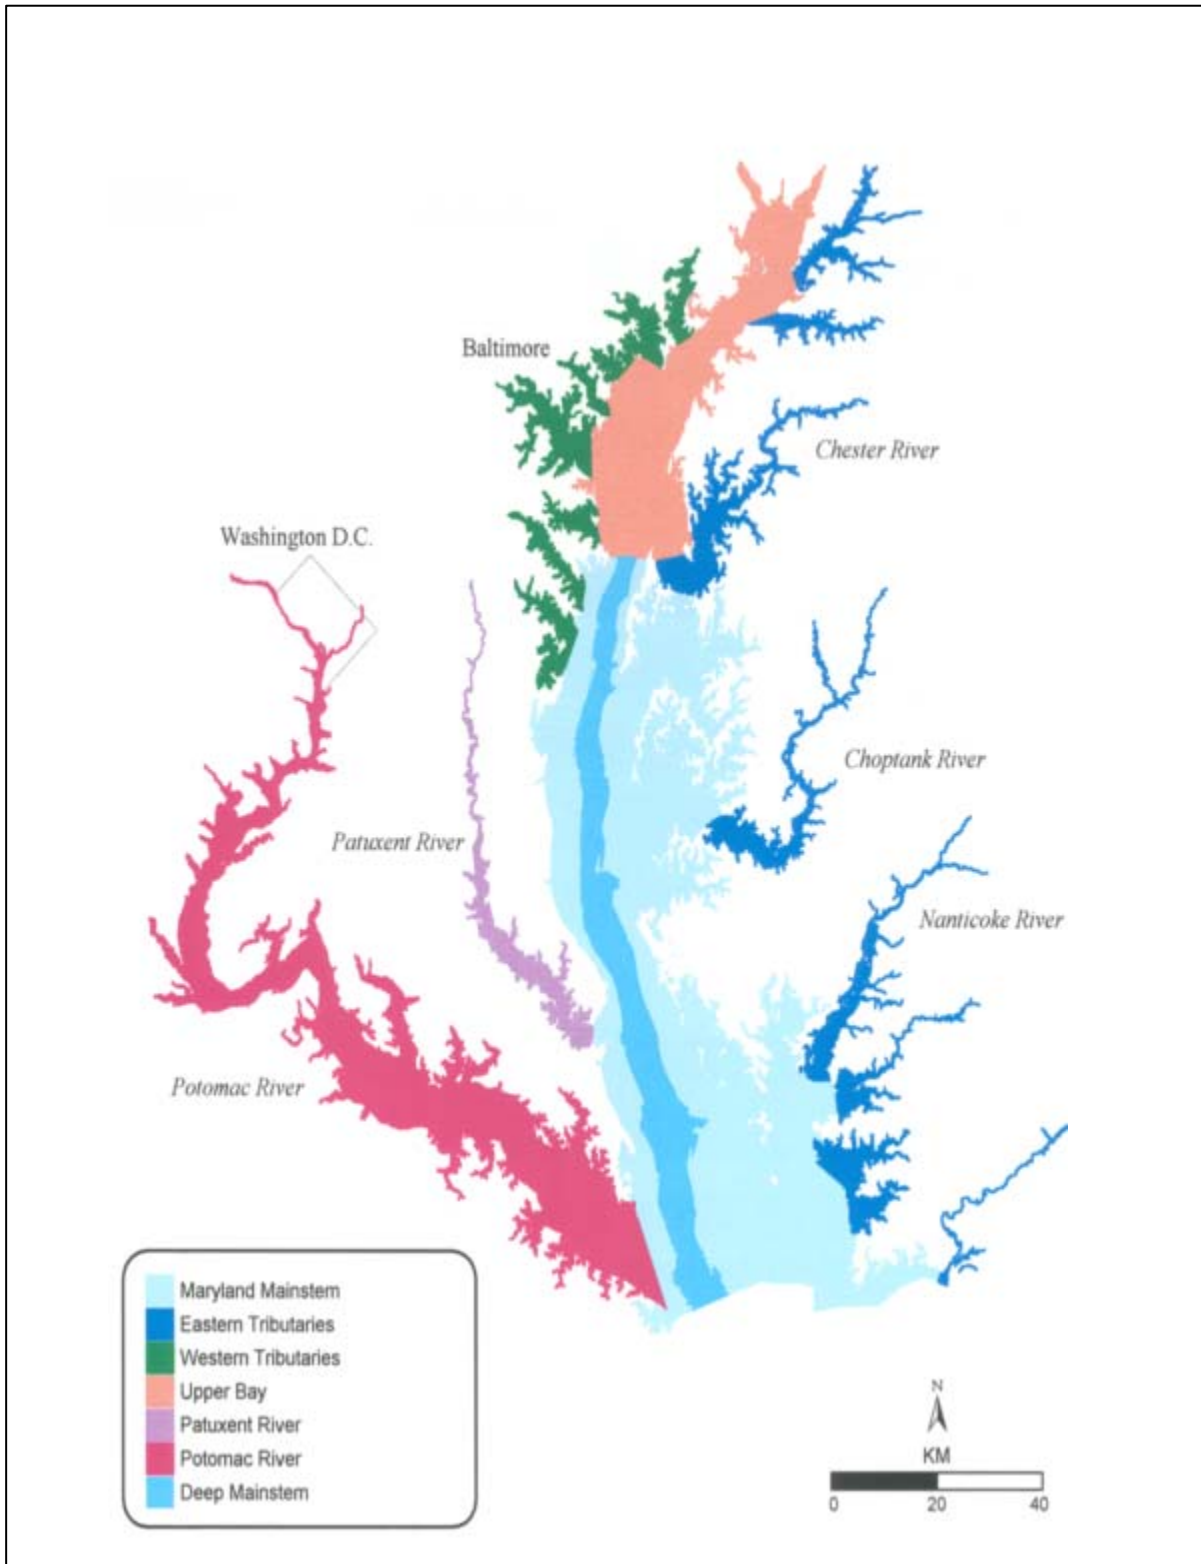 Baltimore
Chester River
Washington D.C.
Choptank River
Patuxent River
Nanticoke River
Potomac River
Maryland Mainstem
Eastern Tributaries
Western Tributaries
Upper Bay
Patuxent River
Potomac River
Deep Mainstem
N
KM
0 20 40